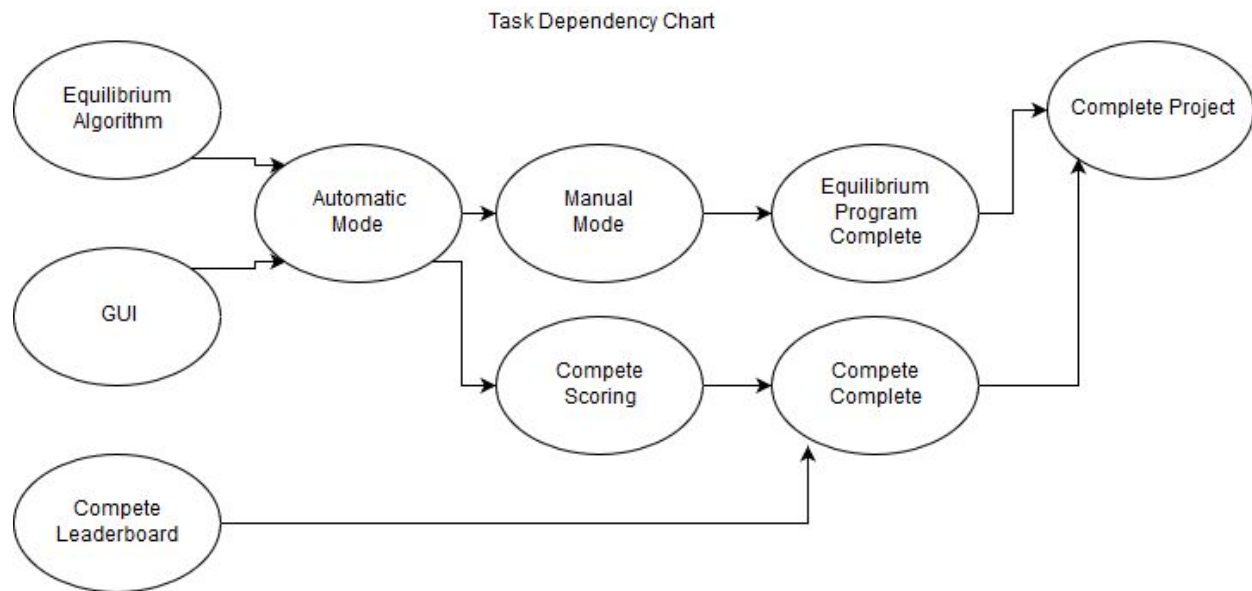 Task Dependency Chart
Equilibrium
Algorithm
Complete Project
Automatic
Mode
Manual
Mode
Equilibrium
Program
Complete
GUI
Compete
Scoring
Compete
Complete
Compete
Leaderboard